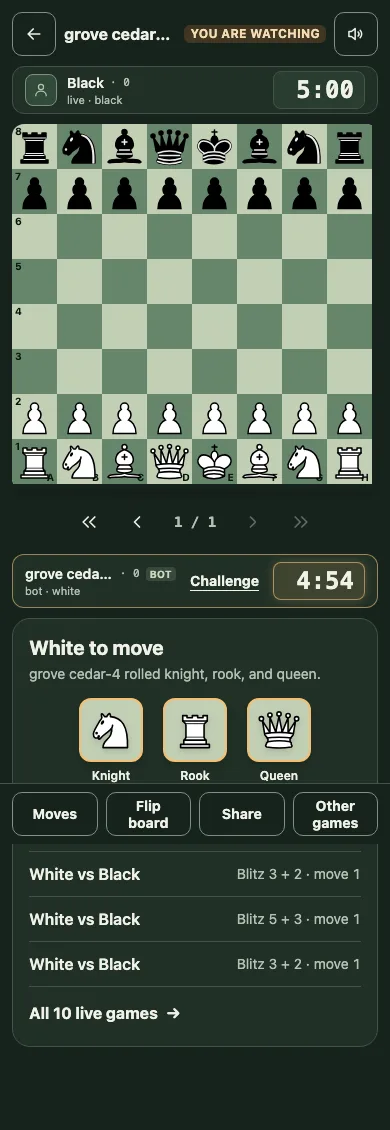 grove cedar...
YOU ARE WATCHING
Black · 0
live · black
5:00
8
7
6
5
4
3
2
1
A B C D E F G H
1 / 1
grove ceda... · 0 BOT
bot · white
Challenge
4:54
White to move
grove cedar-4 rolled knight, rook, and queen.
Knight Rook Queen
Moves
Flip
board
Share
Other
games
White vs Black Blitz 3 + 2 · move 1
White vs Black Blitz 5 + 3 · move 1
White vs Black Blitz 3 + 2 · move 1
All 10 live games →